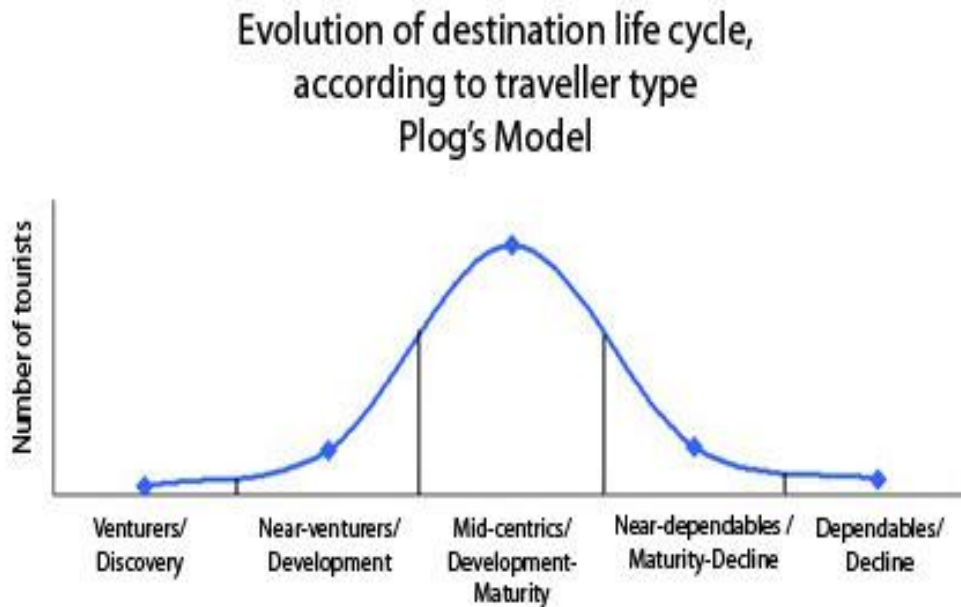 Evolution of destination life cycle,
according to traveller type
Plog's Model
Number of tourists
Venturers/
Discovery
Near-venturers/
Development
Mid-centrics/
Development-
Maturity
Near-dependables /
Maturity-Decline
Dependables/
Decline